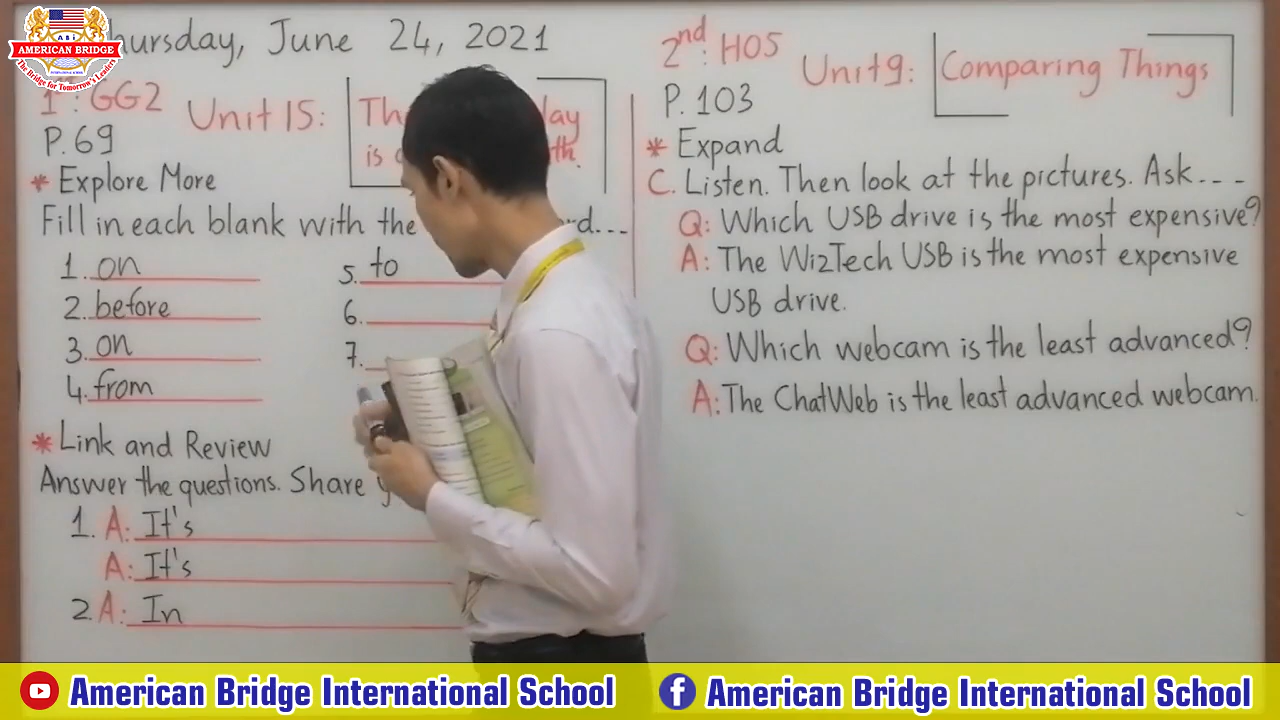 AMERICAN BRIDGE
INTERNATIONAL SCHOOL
The Bridge for Tomorrow's Leaders
hursday, June 24, 2021
1 : GG2
Unit 15:
P. 69
* Explore More
Fill in each blank with the
1. on
2. before
3. on
4. from
5. to
6.
7.
* Link and Review
Answer the questions. Share
1. A: It's
A: It's
2. A: In
2nd: H05
Unit 9: Comparing Things
P. 103
* Expand
C. Listen. Then look at the pictures. Ask----
Q: Which USB drive is the most expensive?
A: The WizTech USB is the most expensive
USB drive.
Q: Which webcam is the least advanced?
A: The ChatWeb is the least advanced webcam.
American Bridge International School
American Bridge International School